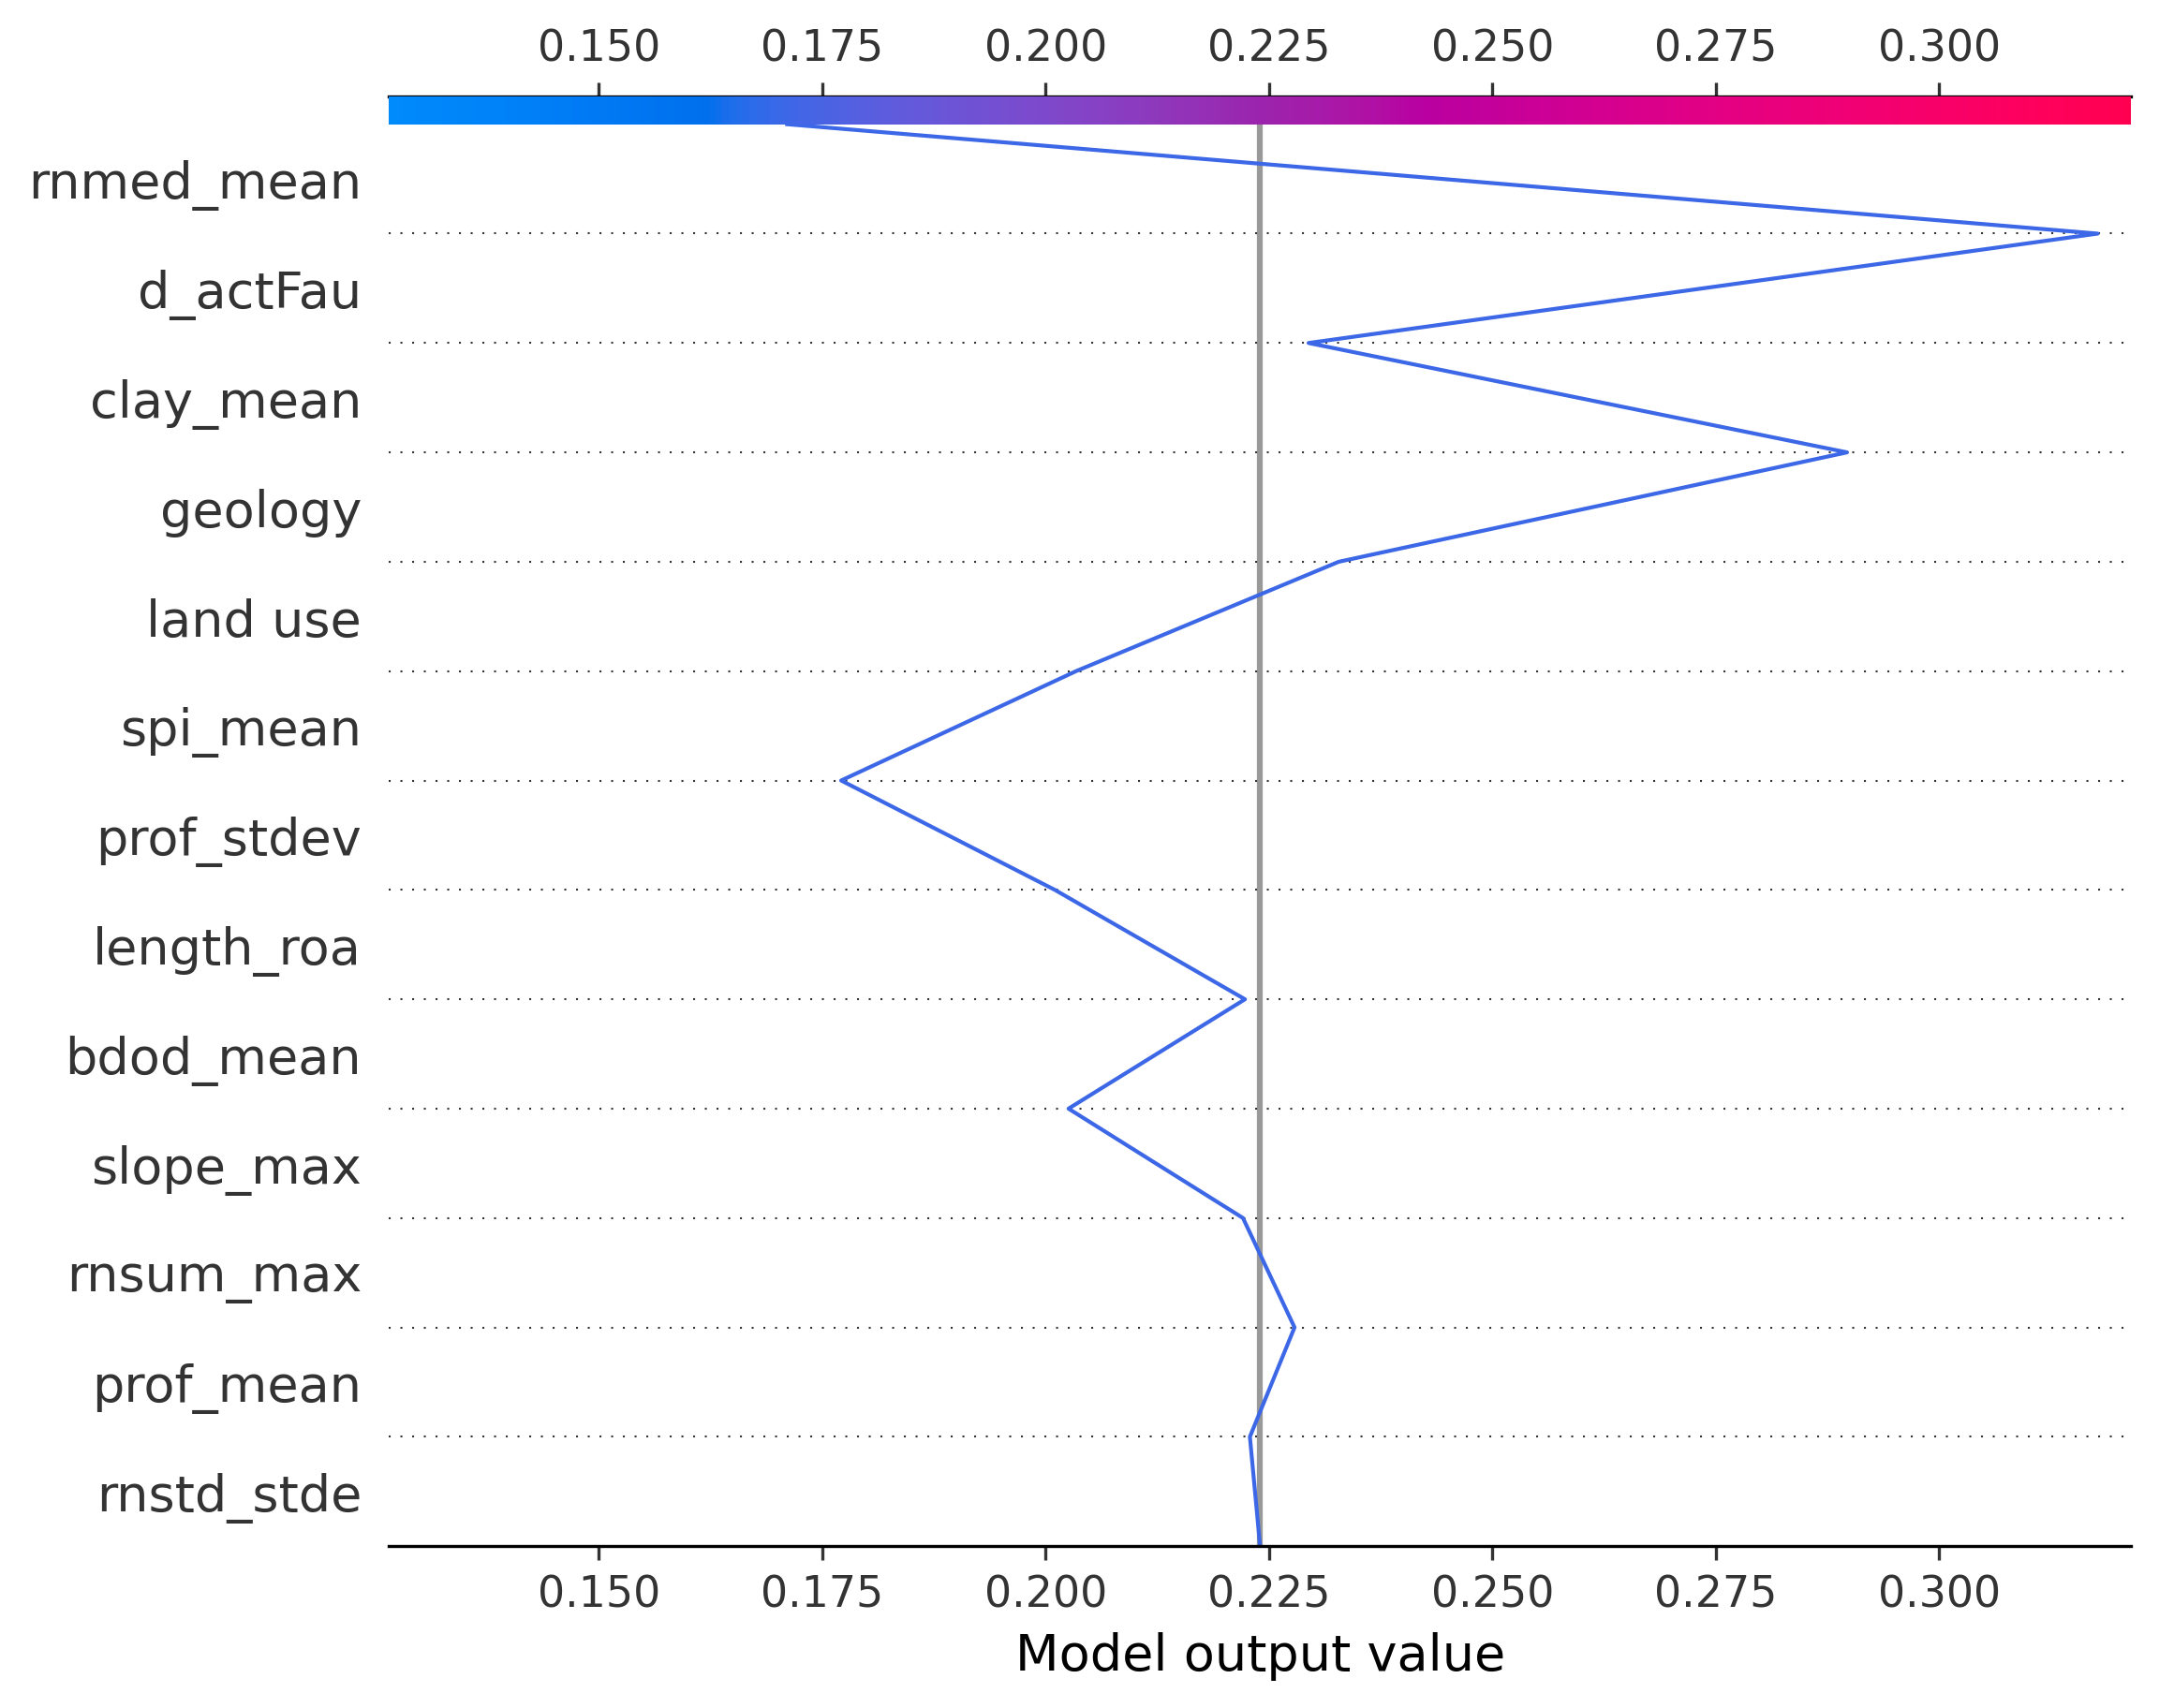 0.150 0.175 0.200 0.225 0.250 0.275 0.300
rnmed_mean
d_actFau
clay_mean
geology
land use
spi_mean
prof_stdev
length_roa
bdod_mean
slope_max
rnsum_max
prof_mean
rnstd_stde
0.150 0.175 0.200 0.225 0.250 0.275 0.300
Model output value